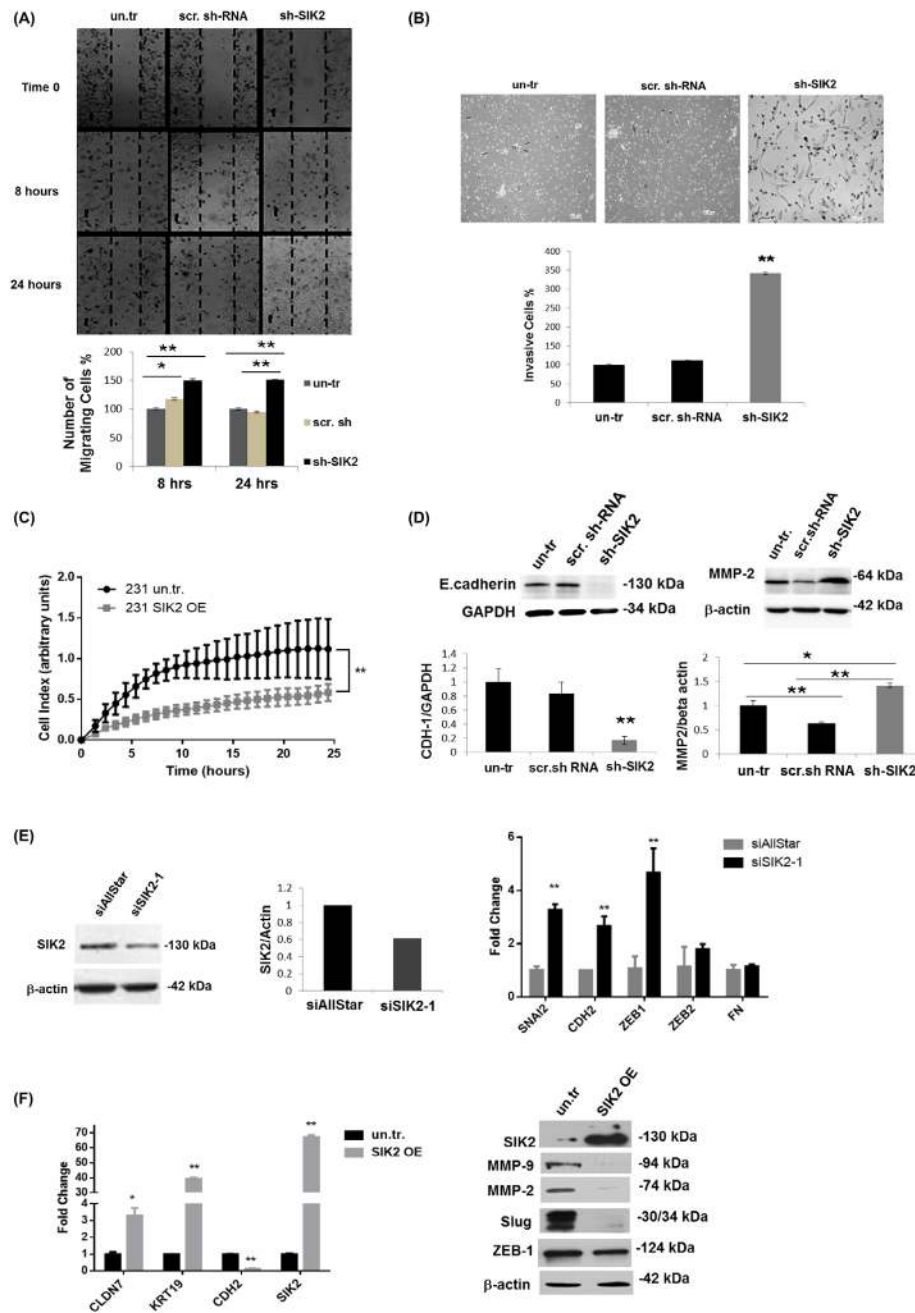 (A)
un.tr scr. sh-RNA sh-SIK2
Time 0
8 hours
24 hours
Number of
Migrating Cells %
200
150
100
50
0
** **
* **
un-tr
scr. sh
sh-SIK2
8 hrs 24 hrs
(B)
un-tr scr. sh-RNA sh-SIK2
Invasive Cells %
400
350
300
250
200
150
100
50
0
**
un-tr scr. sh-RNA sh-SIK2
(C)
Cell Index (arbitrary units)
2.0
1.5
1.0
0.5
0.0
231 un.tr.
231 SIK2 OE
**
0 5 10 15 20 25
Time (hours)
(D)
un-tr scr. sh-RNA sh-SIK2
E.cadherin -130 kDa
GAPDH -34 kDa
CDH-1/GAPDH
1.4
1.2
1
0.8
0.6
0.4
0.2
0
**
un-tr scr.sh RNA sh-SIK2
un-tr. scr.sh-RNA sh-SIK2
MMP-2 -64 kDa
β-actin -42 kDa
MMP2/beta actin
2
1.5
1
0.5
0
*
**
**
un-tr scr.sh RNA sh-SIK2
(E)
siAllStar siSIK2-1
SIK2 -130 kDa
β-actin -42 kDa
SIK2/Actin
1.2
1
0.8
0.6
0.4
0.2
0
siAllStar siSIK2-1
Fold Change
6
4
2
0
siAllStar
siSIK2-1
** ** **
SNAI2 CDH2 ZEB1 ZEB2 FN
(F)
Fold Change
70
60
50
40
30
20
10
4
3
2
1
0
un.tr.
SIK2 OE
* ** ** **
CLDN7 KRT19 CDH2 SIK2
un.tr SIK2 OE
SIK2 -130 kDa
MMP-9 -94 kDa
MMP-2 -74 kDa
Slug -30/34 kDa
ZEB-1 -124 kDa
β-actin -42 kDa